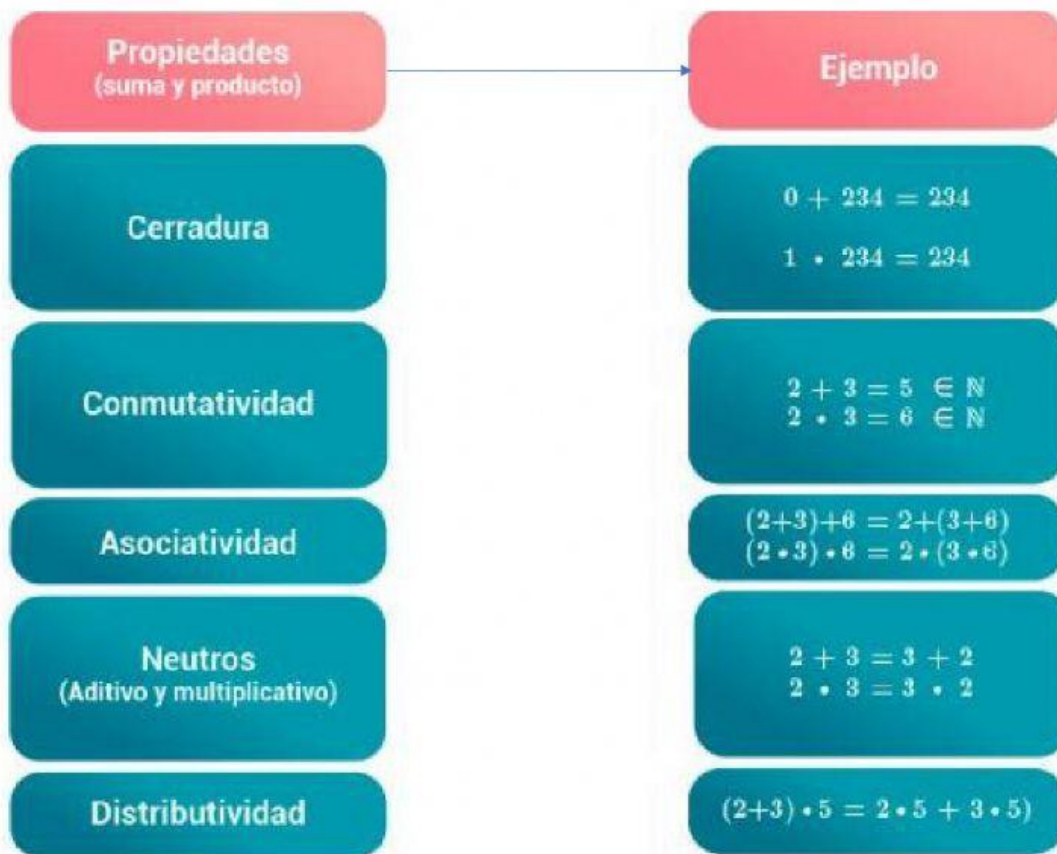 Propiedades
(suma y producto)
Ejemplo
Cerradura
0 + 234 = 234
1 • 234 = 234
Conmutatividad
2 + 3 = 5 ∈ ℕ
2 • 3 = 6 ∈ ℕ
Asociatividad
(2+3)+6 = 2+(3+6)
(2•3)•6 = 2•(3•6)
Neutros
(Aditivo y multiplicativo)
2 + 3 = 3 + 2
2 • 3 = 3 • 2
Distributividad
(2+3)•5 = 2•5 + 3•5)